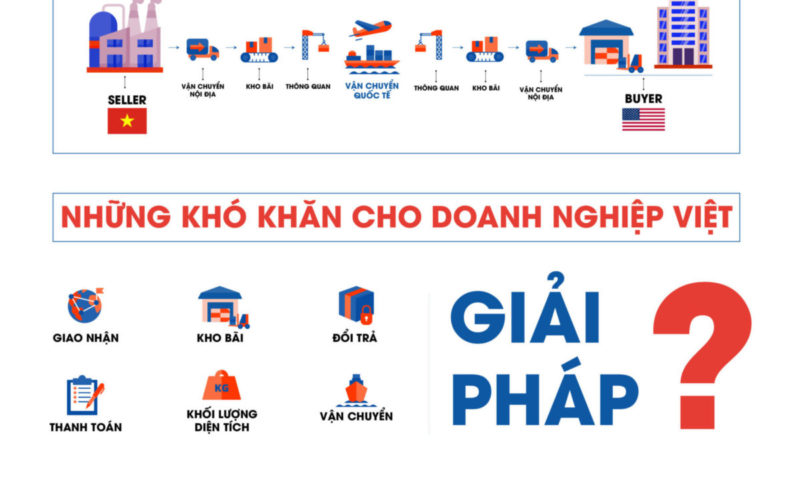 SELLER
VẬN CHUYỂN
NỘI ĐỊA
KHO BÃI
THÔNG QUAN
VẬN CHUYỂN
QUỐC TẾ
THÔNG QUAN
KHO BÃI
VẬN CHUYỂN
NỘI ĐỊA
BUYER
NHỮNG KHÓ KHĂN CHO DOANH NGHIỆP VIỆT
GIAO NHẬN
KHO BÃI
ĐỔI TRẢ
THANH TOÁN
KG
KHỐI LƯỢNG
DIỆN TÍCH
VẬN CHUYỂN
GIẢI
PHÁP ?